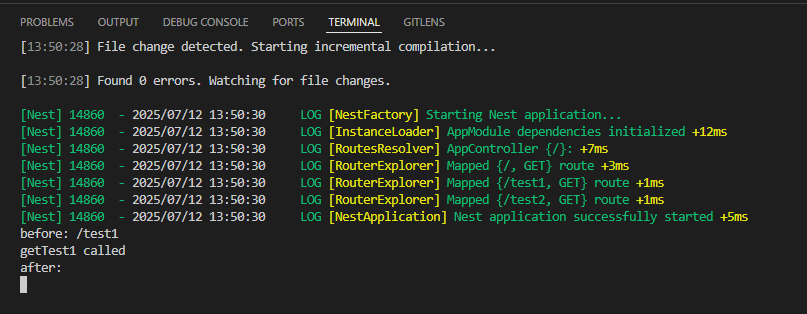 PROBLEMS OUTPUT DEBUG CONSOLE PORTS TERMINAL GITLENS
[13:50:28] File change detected. Starting incremental compilation...
[13:50:28] Found 0 errors. Watching for file changes.
[Nest] 14860  - 2025/07/12 13:50:30     LOG [NestFactory] Starting Nest application...
[Nest] 14860  - 2025/07/12 13:50:30     LOG [InstanceLoader] AppModule dependencies initialized +12ms
[Nest] 14860  - 2025/07/12 13:50:30     LOG [RoutesResolver] AppController {/}: +7ms
[Nest] 14860  - 2025/07/12 13:50:30     LOG [RouterExplorer] Mapped {/, GET} route +3ms
[Nest] 14860  - 2025/07/12 13:50:30     LOG [RouterExplorer] Mapped {/test1, GET} route +1ms
[Nest] 14860  - 2025/07/12 13:50:30     LOG [RouterExplorer] Mapped {/test2, GET} route +1ms
[Nest] 14860  - 2025/07/12 13:50:30     LOG [NestApplication] Nest application successfully started +5ms
before: /test1
getTest1 called
after: